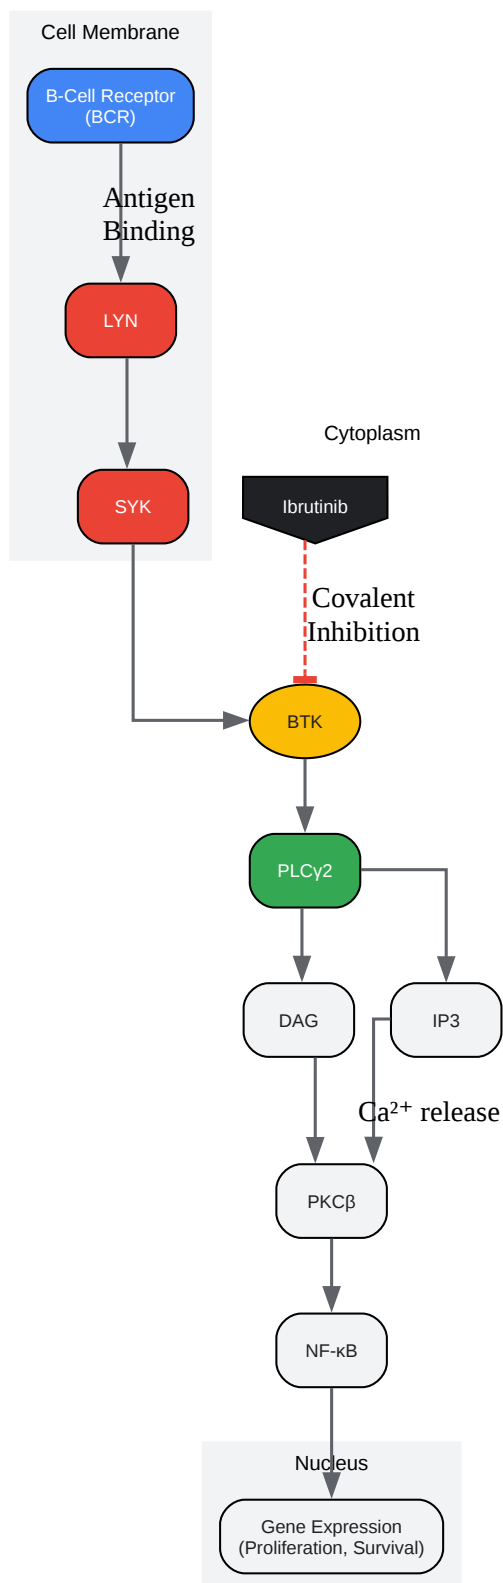 Cell Membrane
B-Cell Receptor
(BCR)
Antigen
Binding
LYN
SYK
Cytoplasm
Ibrutinib
Covalent
Inhibition
BTK
PLCγ2
DAG
IP3
Ca²⁺ release
PKCβ
NF-κB
Nucleus
Gene Expression
(Proliferation, Survival)